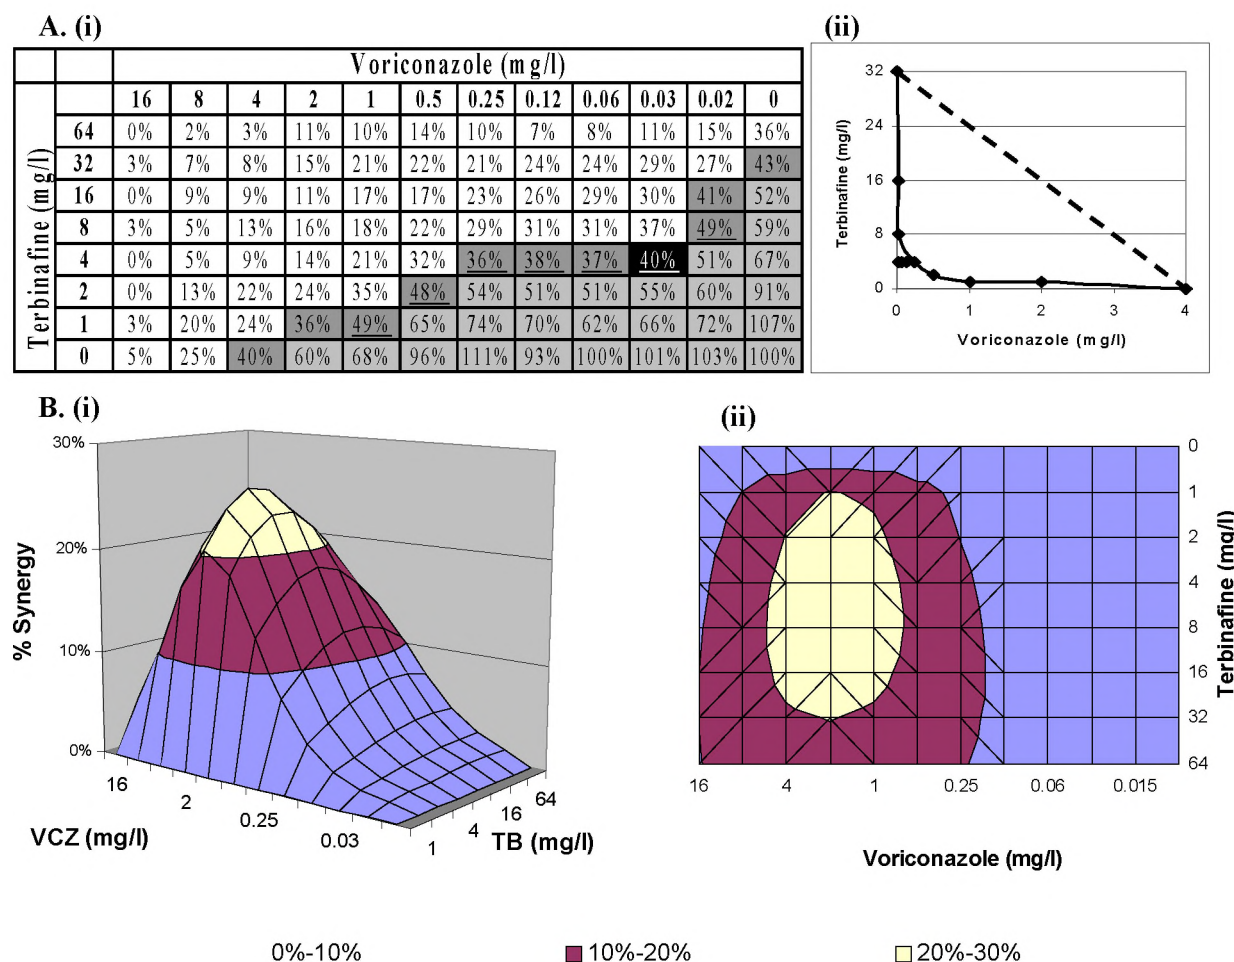 A. (i)
Voriconazole (mg/l)
16 8 4 2 1 0.5 0.25 0.12 0.06 0.03 0.02 0
Terbinafine (mg/l)
64 0% 2% 3% 11% 10% 14% 10% 7% 8% 11% 15% 36%
32 3% 7% 8% 15% 21% 22% 21% 24% 24% 29% 27% 43%
16 0% 9% 9% 11% 17% 17% 23% 26% 29% 30% 41% 52%
8 3% 5% 13% 16% 18% 22% 29% 31% 31% 37% 49% 59%
4 0% 5% 9% 14% 21% 32% 36% 38% 37% 40% 51% 67%
2 0% 13% 22% 24% 35% 48% 54% 51% 51% 55% 60% 91%
1 3% 20% 24% 36% 49% 65% 74% 70% 62% 66% 72% 107%
0 5% 25% 40% 60% 68% 96% 111% 93% 100% 101% 103% 100%
(ii)
Terbinafine (mg/l)
32
24
16
8
0
0 1 2 3 4
Voriconazole (mg/l)
B. (i)
% Synergy
30%
20%
10%
0%
16 2 0.25 0.03
VCZ (mg/l)
1 4 16 64
TB (mg/l)
(ii)
0
1
2
4
8
16
32
64
Terbinafine (mg/l)
16 4 1 0.25 0.06 0.015
Voriconazole (mg/l)
0%-10% 10%-20% 20%-30%